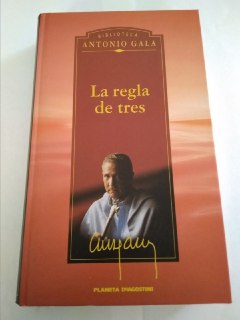 BIBLIOTECA
ANTONIO GALA
La regla
de tres
PLANETA DEAGOSTINI